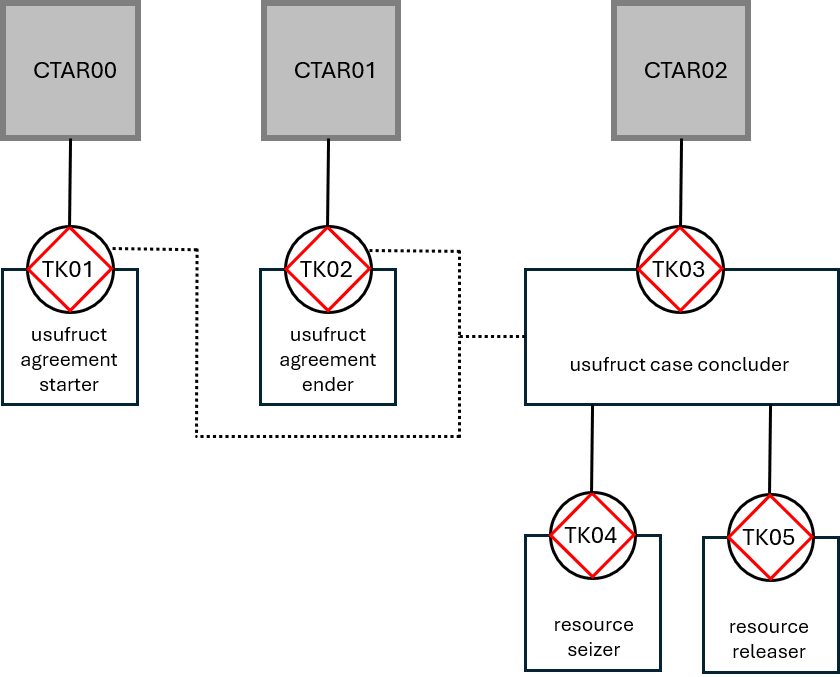 CTAR00
CTAR01
CTAR02
TK01
TK02
TK03
usufruct
agreement
starter
usufruct
agreement
ender
usufruct case concluder
TK04
TK05
resource
seizer
resource
releaser